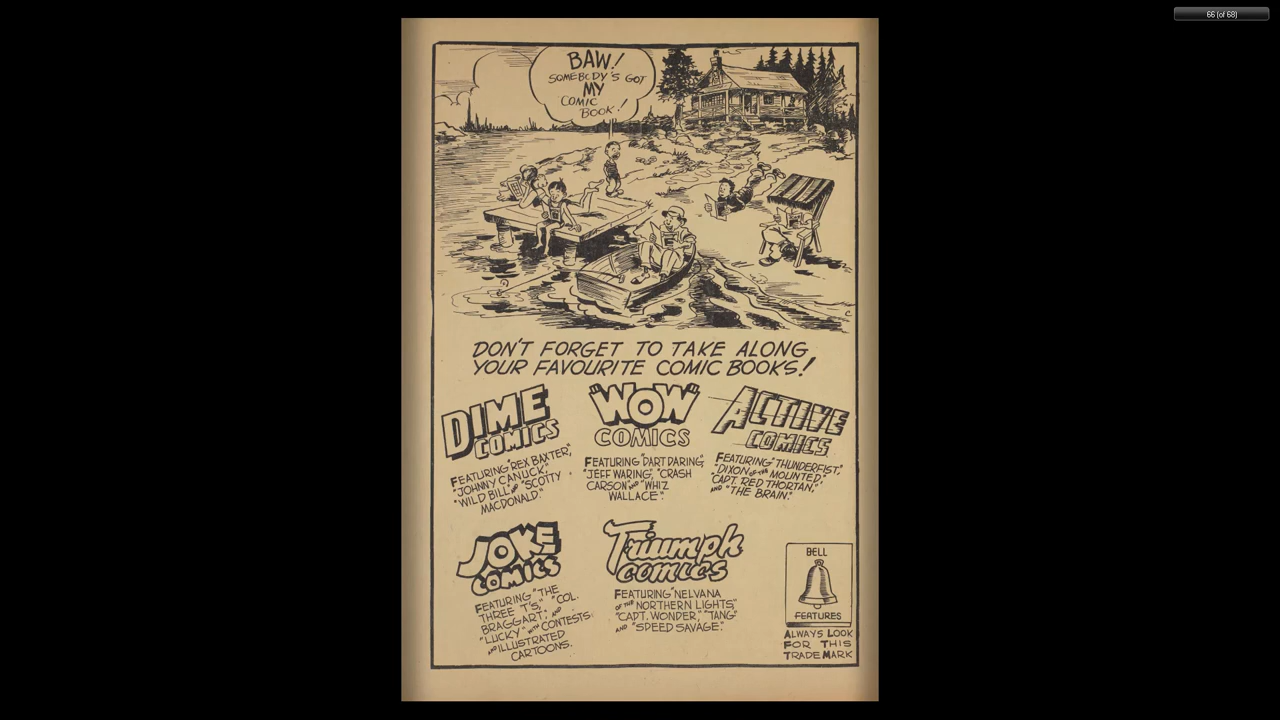 66 (of 68)
BAW!
SOMEBODY'S GOT
MY
COMIC
BOOK!
DON'T FORGET TO TAKE ALONG
YOUR FAVOURITE COMIC BOOKS!
DIME
COMICS
FEATURING "REX BAXTER,"
"JOHNNY CANUCK,"
"WILD BILL" AND "SCOTTY
MACDONALD."
"WOW"
COMICS
FEATURING "DART DARING,"
"JEFF WARING," "CRASH
CARSON" AND "WHIZ
WALLACE".
ACTIVE
COMICS
FEATURING "THUNDERFIST,"
"DIXON OF THE MOUNTED,"
"CAPT. RED THORTAN,"
AND "THE BRAIN."
JOKE
COMICS
FEATURING "THE
THREE T'S," "COL.
BRAGGART," AND
"LUCKY" WITH CONTESTS
AND ILLUSTRATED
CARTOONS.
Triumph
COMICS
FEATURING "NELVANA
OF THE NORTHERN LIGHTS,"
"CAPT. WONDER," "TANG"
AND "SPEED SAVAGE".
BELL
FEATURES
ALWAYS LOOK
FOR THIS
TRADE MARK